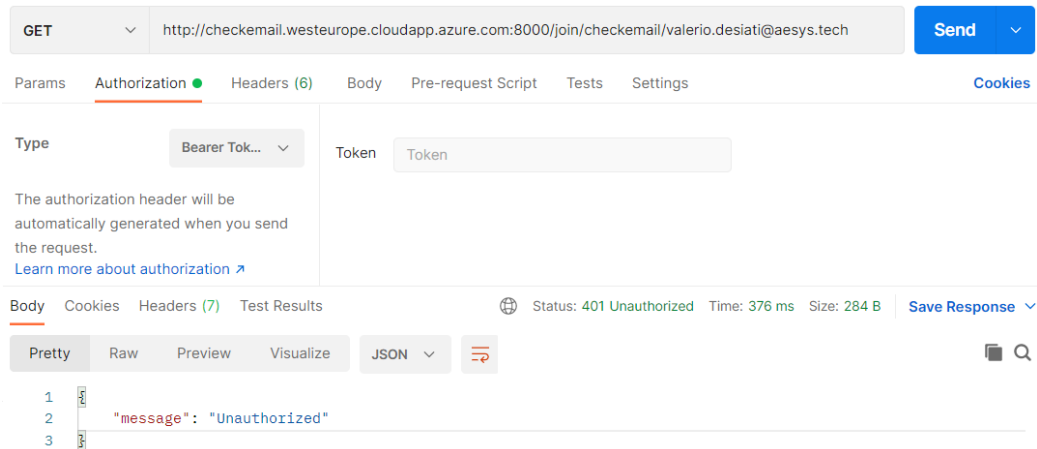 GET http://checkemail.westeurope.cloudapp.azure.com:8000/join/checkemail/valerio.desiati@aesys.tech Send
Params Authorization Headers (6) Body Pre-request Script Tests Settings Cookies
Type Bearer Tok... Token Token
The authorization header will be
automatically generated when you send
the request.
Learn more about authorization ↗
Body Cookies Headers (7) Test Results Status: 401 Unauthorized Time: 376 ms Size: 284 B Save Response
Pretty Raw Preview Visualize JSON
1 {
2 "message": "Unauthorized"
3 }